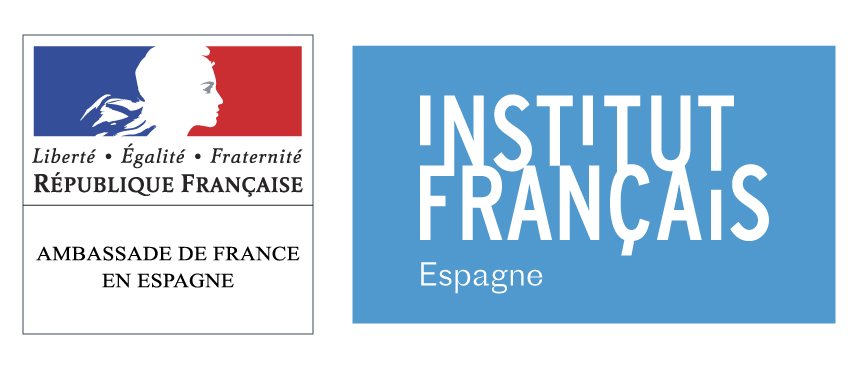 Liberté • Égalité • Fraternité
RÉPUBLIQUE FRANÇAISE
AMBASSADE DE FRANCE
EN ESPAGNE
INSTITUT
FRANÇAiS
Espagne